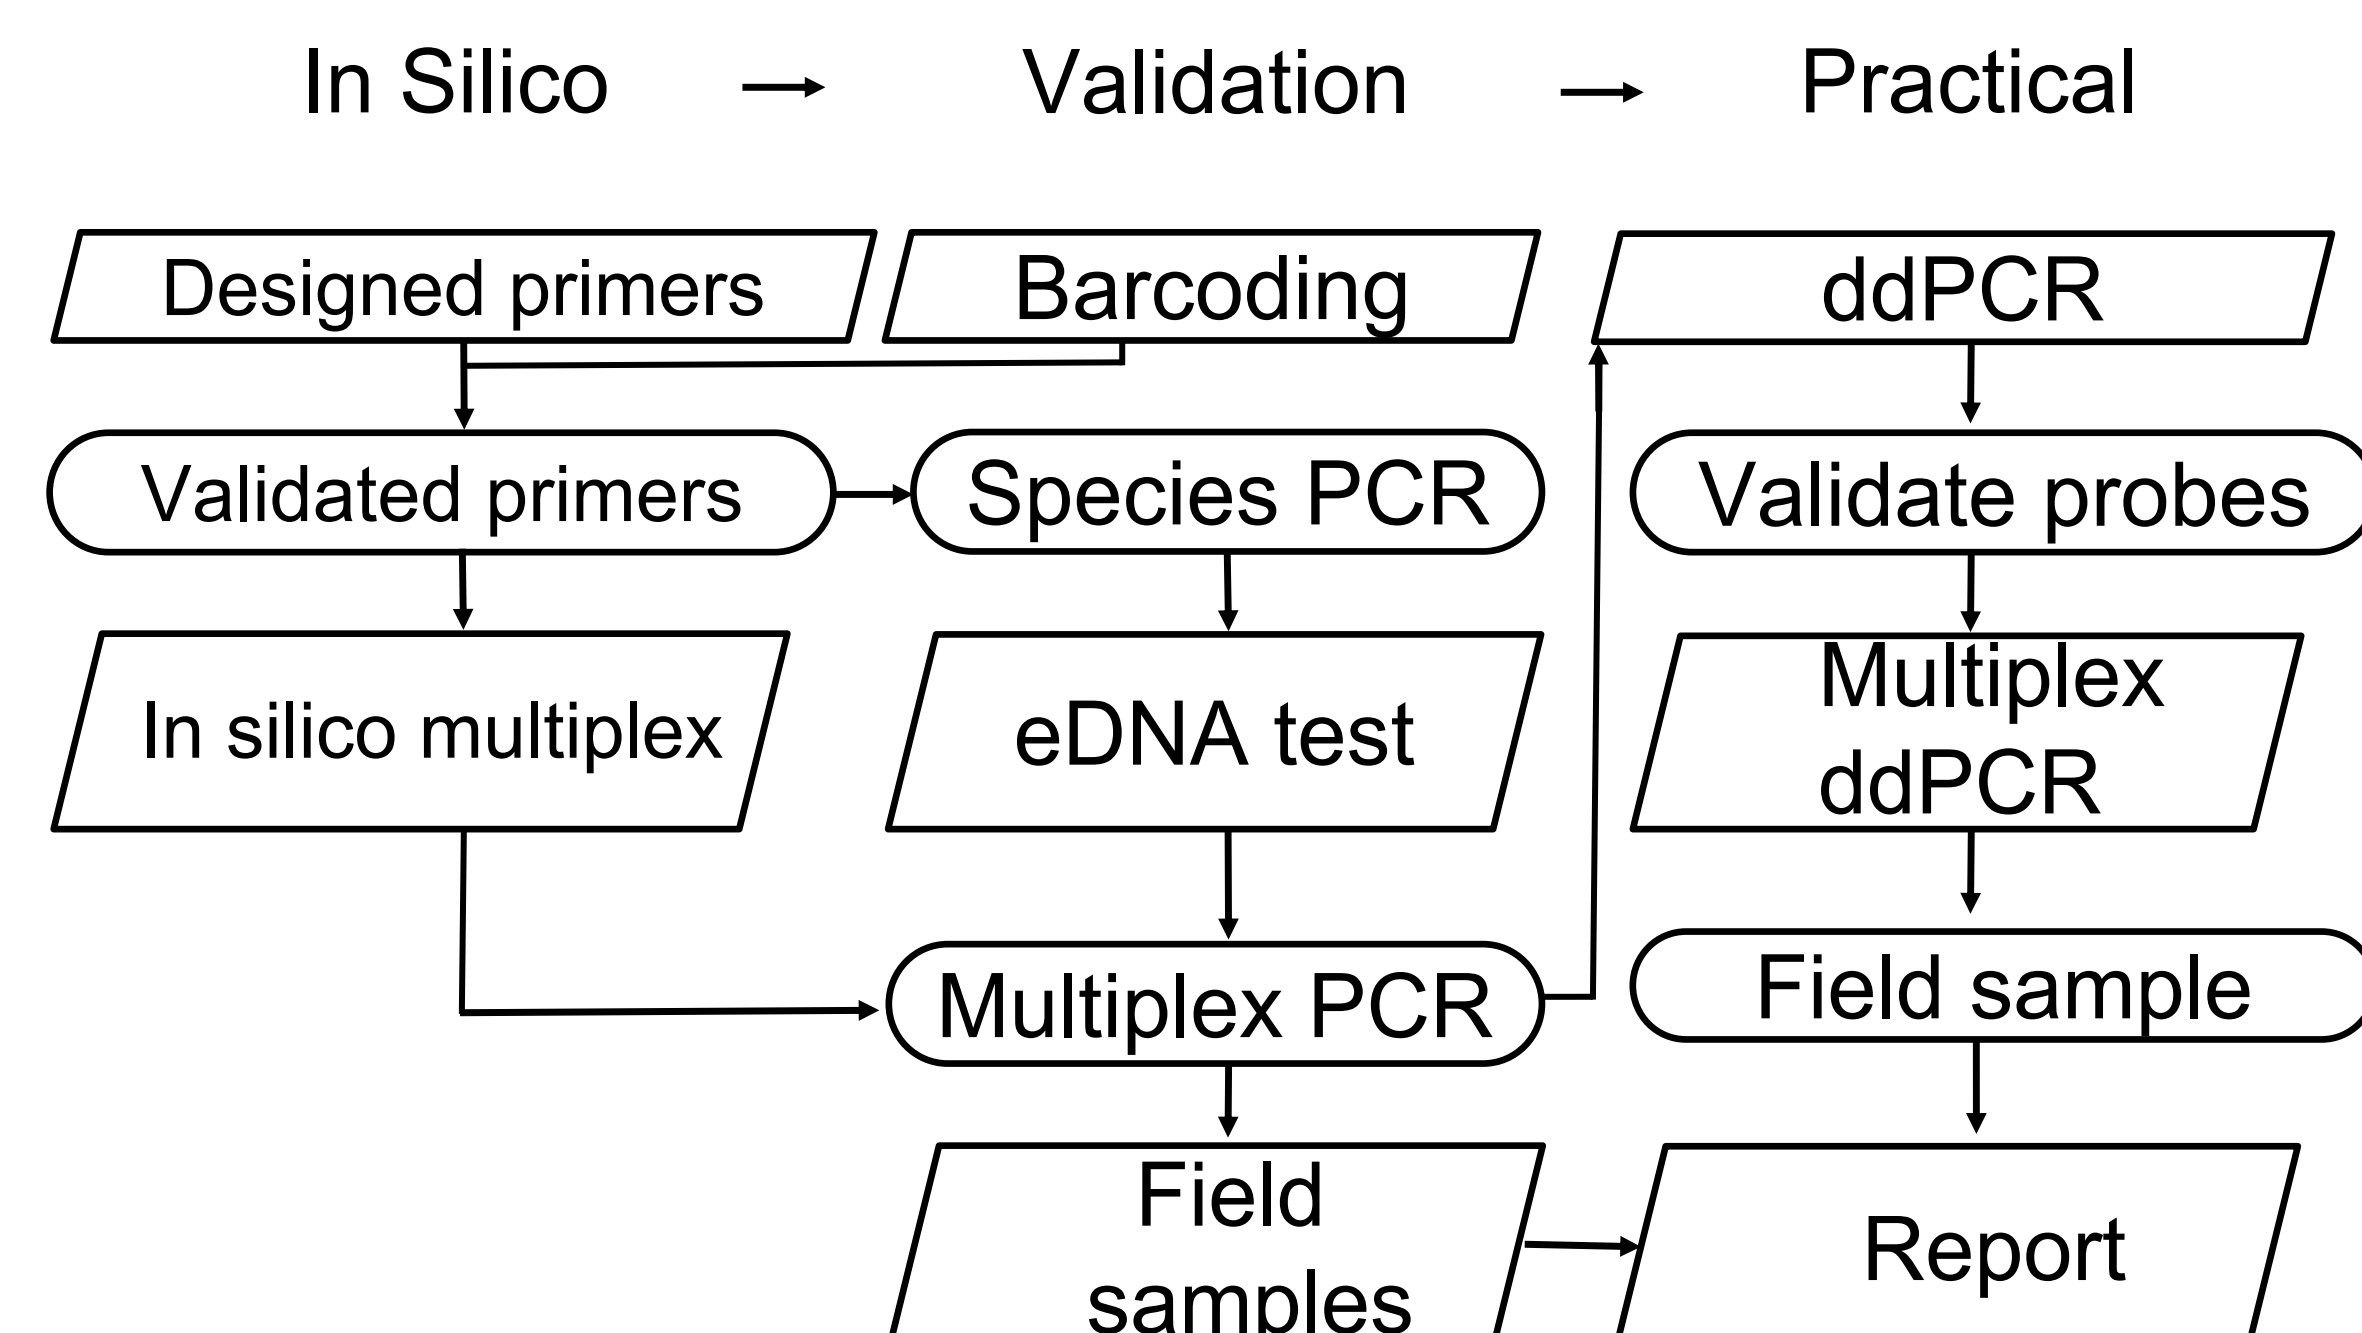 In Silico → Validation → Practical
Designed primers
Barcoding
ddPCR
Validated primers
Species PCR
Validate probes
In silico multiplex
eDNA test
Multiplex
ddPCR
Multiplex PCR
Field sample
Field
samples
Report